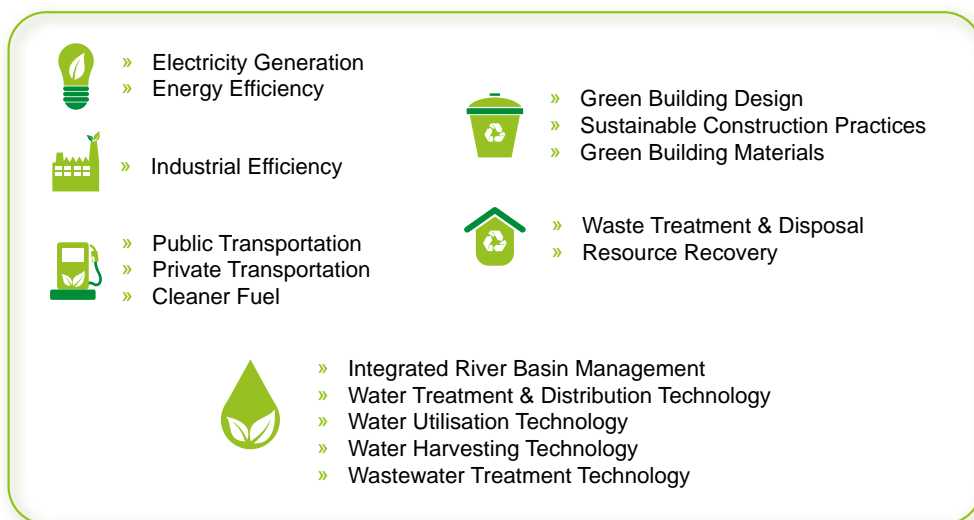 » Electricity Generation
» Energy Efficiency
» Industrial Efficiency
» Public Transportation
» Private Transportation
» Cleaner Fuel
» Green Building Design
» Sustainable Construction Practices
» Green Building Materials
» Waste Treatment & Disposal
» Resource Recovery
» Integrated River Basin Management
» Water Treatment & Distribution Technology
» Water Utilisation Technology
» Water Harvesting Technology
» Wastewater Treatment Technology